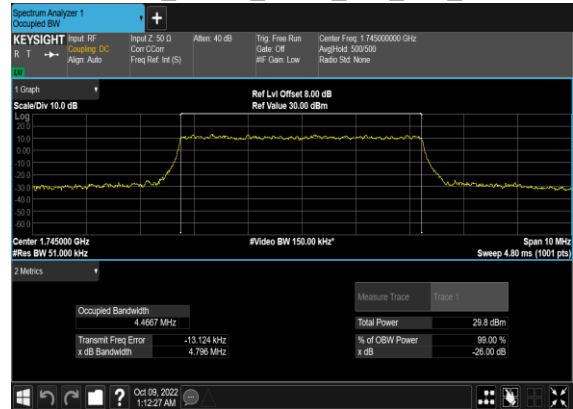 Spectrum Analyzer 1
Occupied BW
+
KEYSIGHT Input: RF Input Z: 50 Ω Atten: 40 dB Trig: Free Run Center Freq: 1.745000000 GHz
R T Coupling: DC Corr CCorr Gate: Off Avg|Hold: 500/500
Align: Auto Freq Ref: Int (S) #IF Gain: Low Radio Std: None
LW
1 Graph
Ref Lvl Offset 8.00 dB
Scale/Div 10.0 dB Ref Value 30.00 dBm
Log
20.0
10.0
0.00
-10.0
-20.0
-30.0
-40.0
-50.0
-60.0
Center 1.745000 GHz #Video BW 150.00 kHz* Span 10 MHz
#Res BW 51.000 kHz Sweep 4.80 ms (1001 pts)
2 Metrics
Measure Trace Trace 1
Occupied Bandwidth
4.4667 MHz Total Power 29.8 dBm
Transmit Freq Error -13.124 kHz % of OBW Power 99.00 %
x dB Bandwidth 4.796 MHz x dB -26.00 dB
? Oct 09, 2022
1:12:27 AM